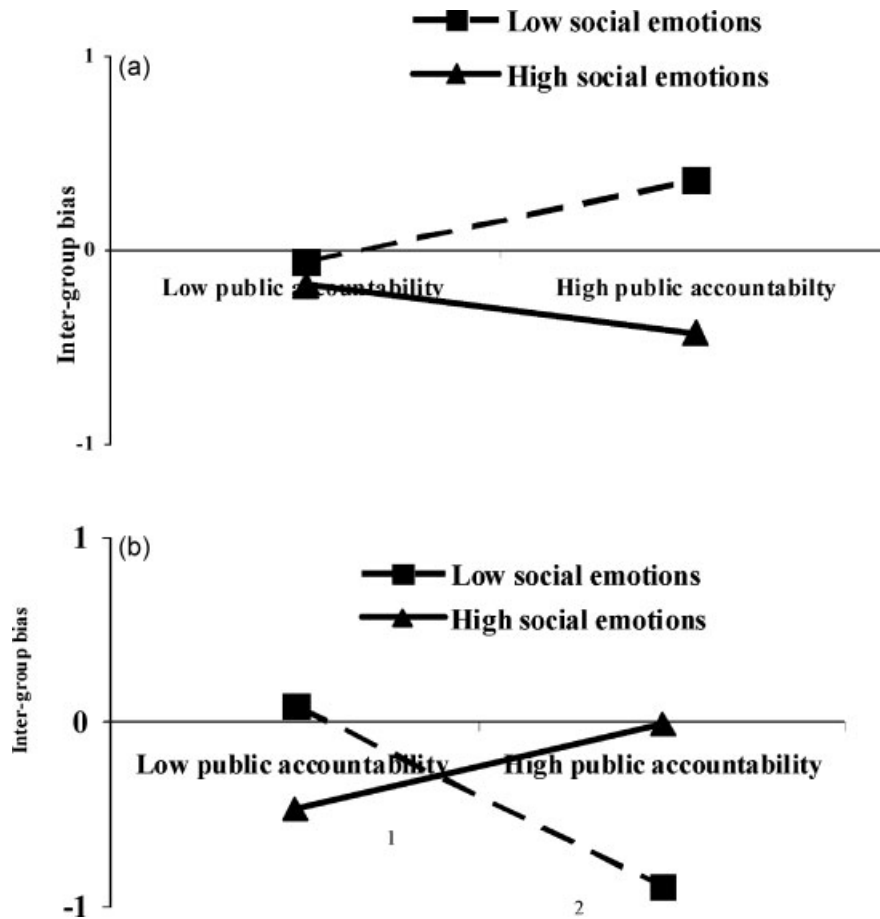 Low social emotions
High social emotions
1
(a)
Inter-group bias
0
Low public accountability
High public accountabilty
-1
1
(b)
Low social emotions
High social emotions
Inter-group bias
0
Low public accountability
High public accountability
1
-1
2